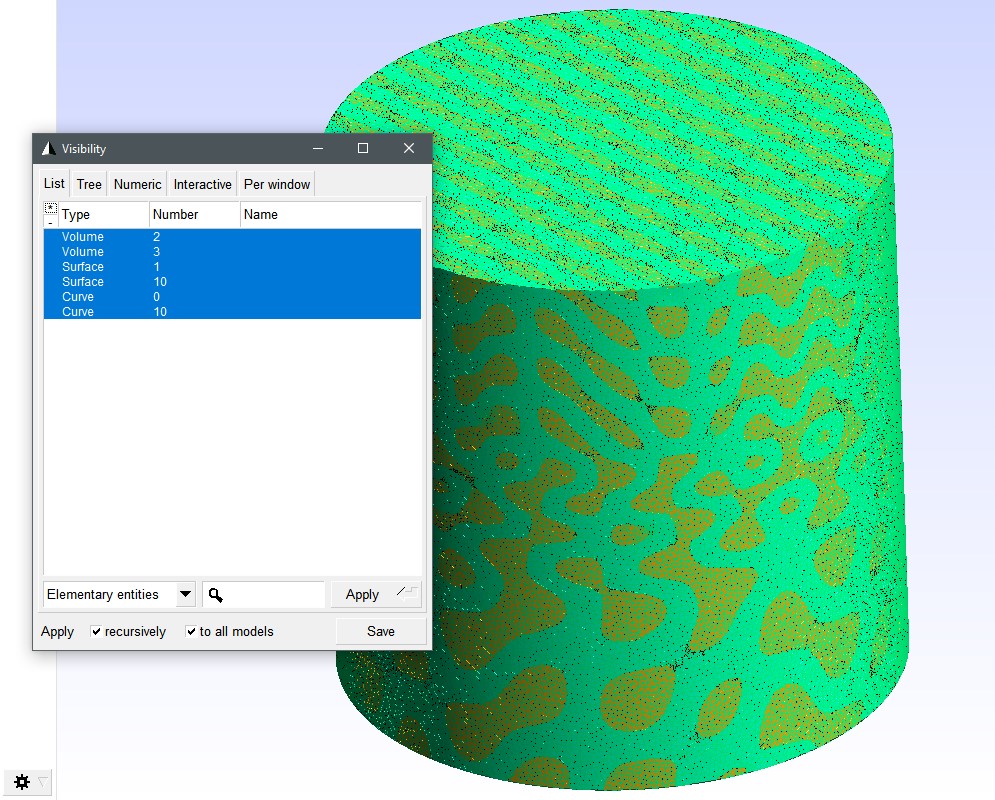 Visibility
List Tree Numeric Interactive Per window
* Type Number Name
-
Volume 2
Volume 3
Surface 1
Surface 10
Curve 0
Curve 10
Elementary entities Apply
Apply recursively to all models Save